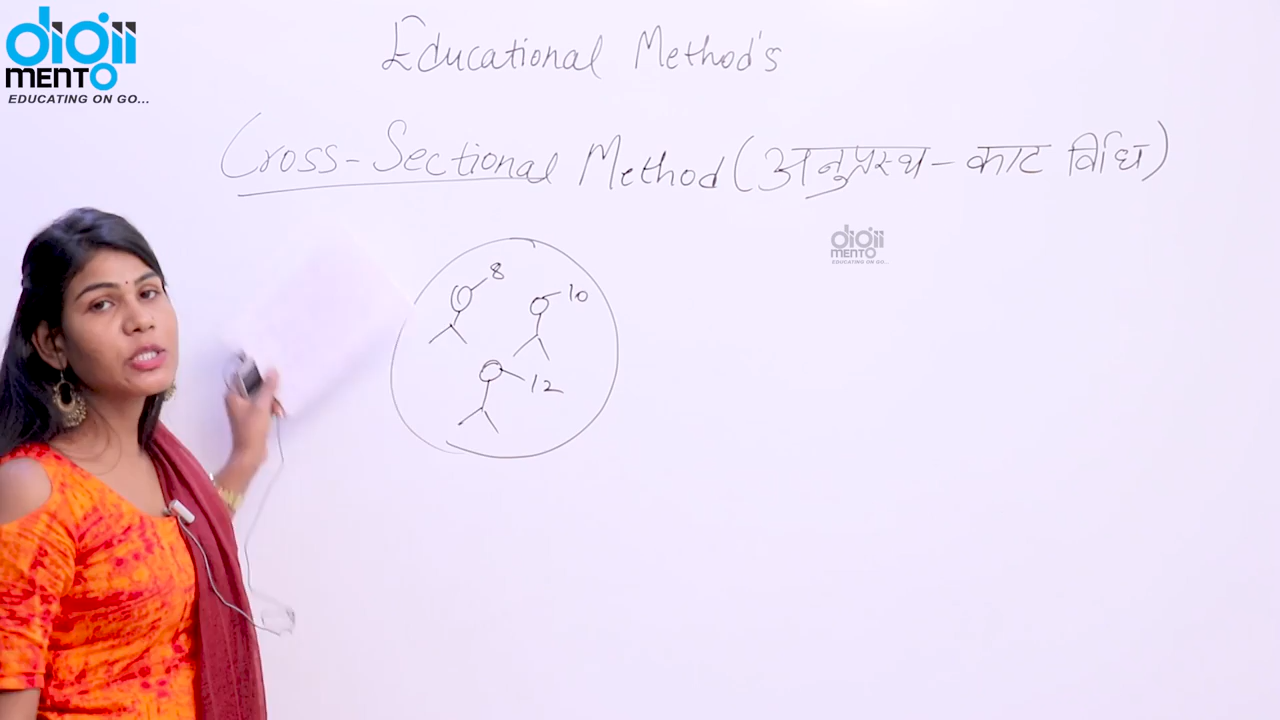 digii
MENTO
EDUCATING ON GO...
Educational Method's
Cross-Sectional Method (अनुप्रस्थ-काट विधि)
digii
MENTO
EDUCATING ON GO...
8
10
12